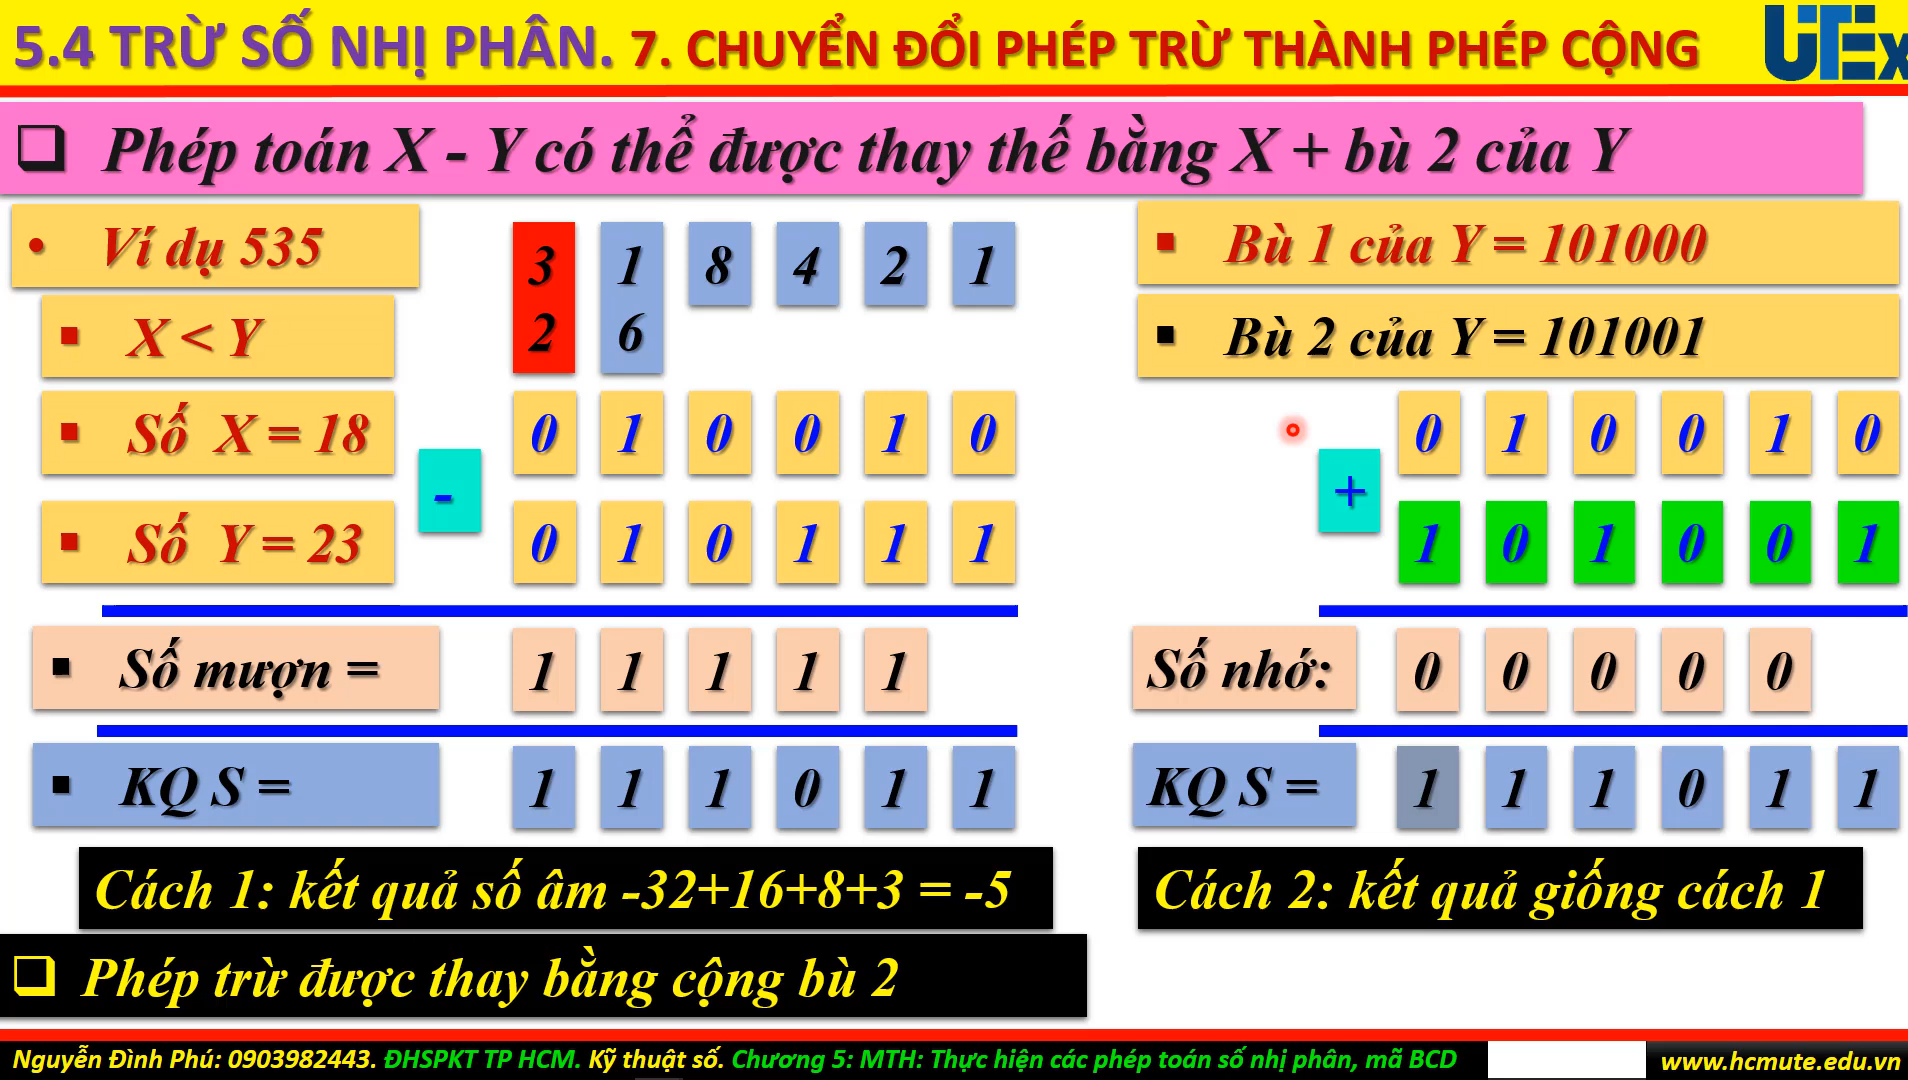 5.4 TRỪ SỐ NHỊ PHÂN. 7. CHUYỂN ĐỔI PHÉP TRỪ THÀNH PHÉP CỘNG
UTEx
❑ Phép toán X - Y có thể được thay thế bằng X + bù 2 của Y
• Ví dụ 535
▪ X < Y
32 16 8 4 2 1
▪ Bù 1 của Y = 101000
▪ Bù 2 của Y = 101001
▪ Số X = 18
0 1 0 0 1 0
-
▪ Số Y = 23
0 1 0 1 1 1
0 1 0 0 1 0
+
1 0 1 0 0 1
▪ Số mượn =
1 1 1 1 1
Số nhớ:
0 0 0 0 0
▪ KQ S =
1 1 1 0 1 1
KQ S =
1 1 1 0 1 1
Cách 1: kết quả số âm -32+16+8+3 = -5
Cách 2: kết quả giống cách 1
❑ Phép trừ được thay bằng cộng bù 2
Nguyễn Đình Phú: 0903982443. ĐHSPKT TP HCM. Kỹ thuật số. Chương 5: MTH: Thực hiện các phép toán số nhị phân, mã BCD
www.hcmute.edu.vn